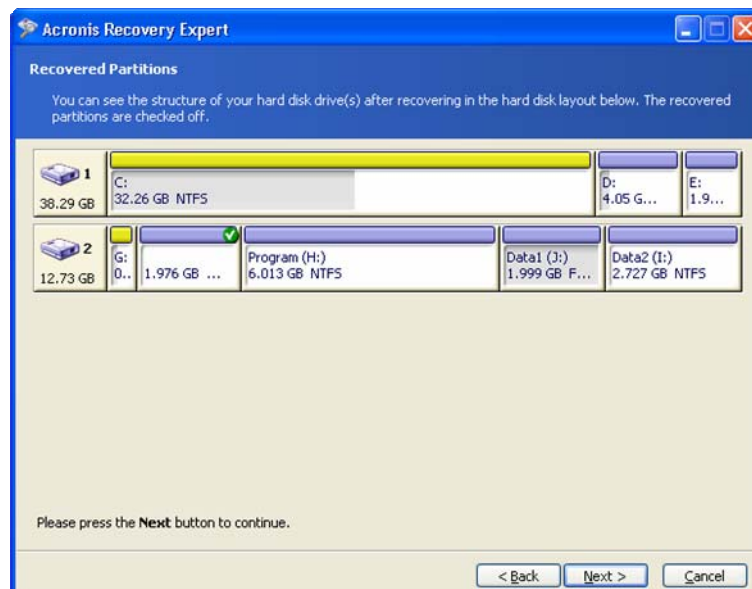 Acronis Recovery Expert
Recovered Partitions
You can see the structure of your hard disk drive(s) after recovering in the hard disk layout below. The recovered
partitions are checked off.
1
38.29 GB
C:
32.26 GB NTFS
D:
4.05 G...
E:
1.9...
2
12.73 GB
G:
0..
1.976 GB ...
Program (H:)
6.013 GB NTFS
Data1 (J:)
1.999 GB F...
Data2 (I:)
2.727 GB NTFS
Please press the Next button to continue.
< Back
Next >
Cancel